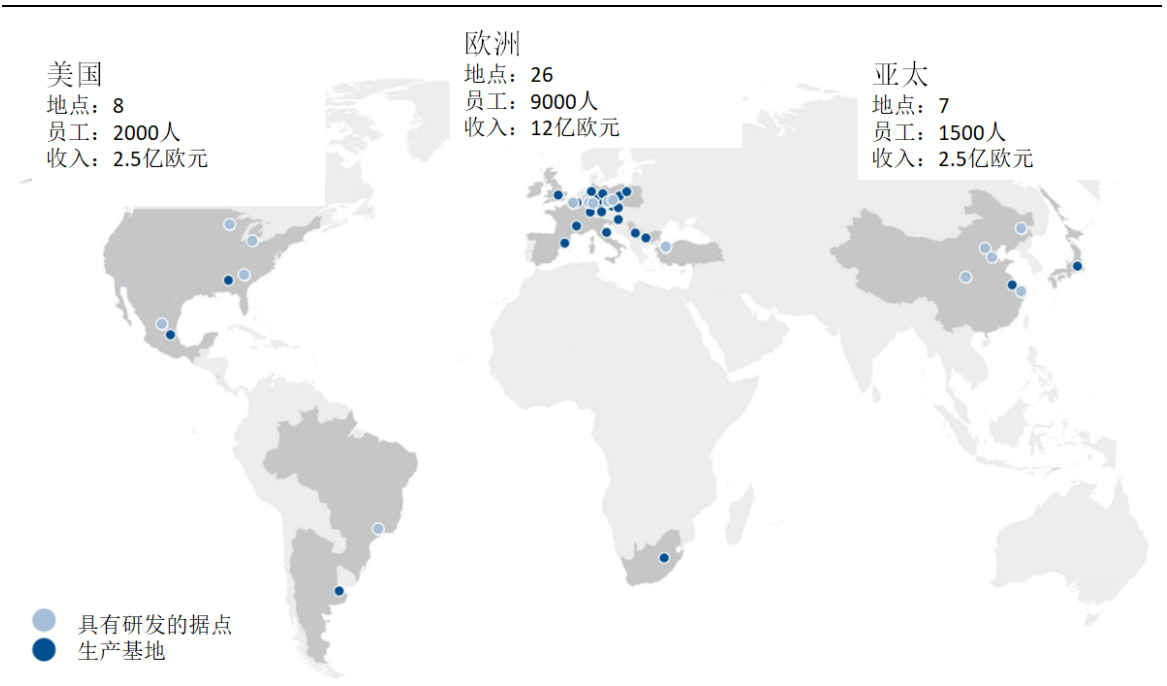 美国
地点：8
员工：2000人
收入：2.5亿欧元
欧洲
地点：26
员工：9000人
收入：12亿欧元
亚太
地点：7
员工：1500人
收入：2.5亿欧元
具有研发的据点
生产基地